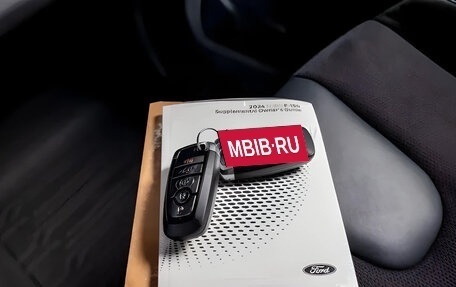 2024 F-150
Supplemental Owner's Guide
MBIB·RU
Ford